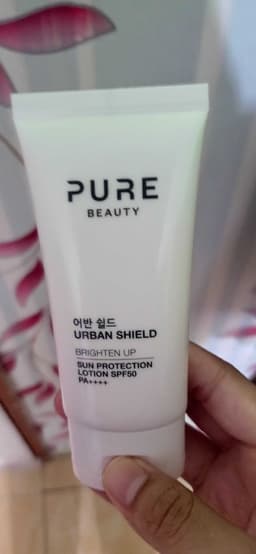 PURE
BEAUTY
어반 쉴드
URBAN SHIELD
BRIGHTEN UP
SUN PROTECTION
LOTION SPF50
PA++++